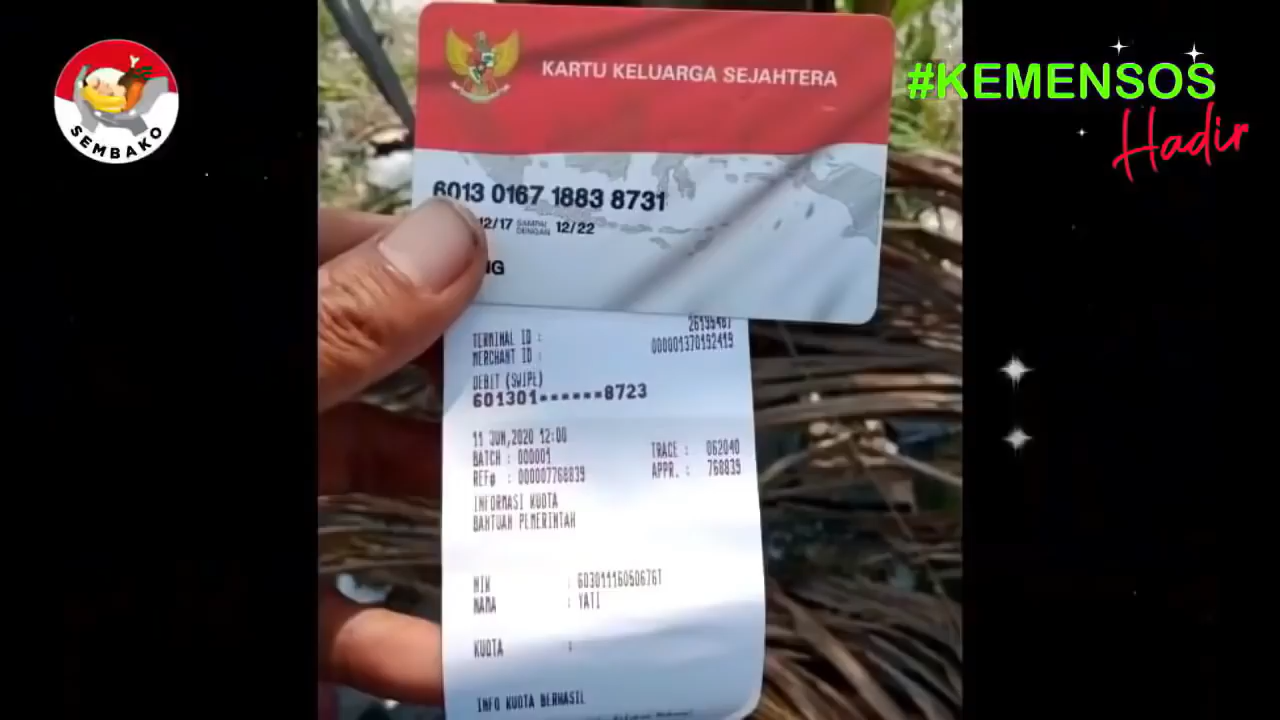 SEMBAKO
#KEMENSOS
Hadir
KARTU KELUARGA SEJAHTERA
6013 0167 1883 8731
12/17 SAMPAI DENGAN 12/22
NG
TERMINAL ID :
MERCHANT ID : 000001370192419
DEBIT (SWIPE)
601301******8723
11 JUN,2020 12:00
BATCH : 000001 TRACE : 062040
REF# : 000007768839 APPR. : 768839
INFORMASI KUOTA
BANTUAN PEMERINTAH
NIK :
NAMA : YATI
KUOTA :
INFO KUOTA BERHASIL